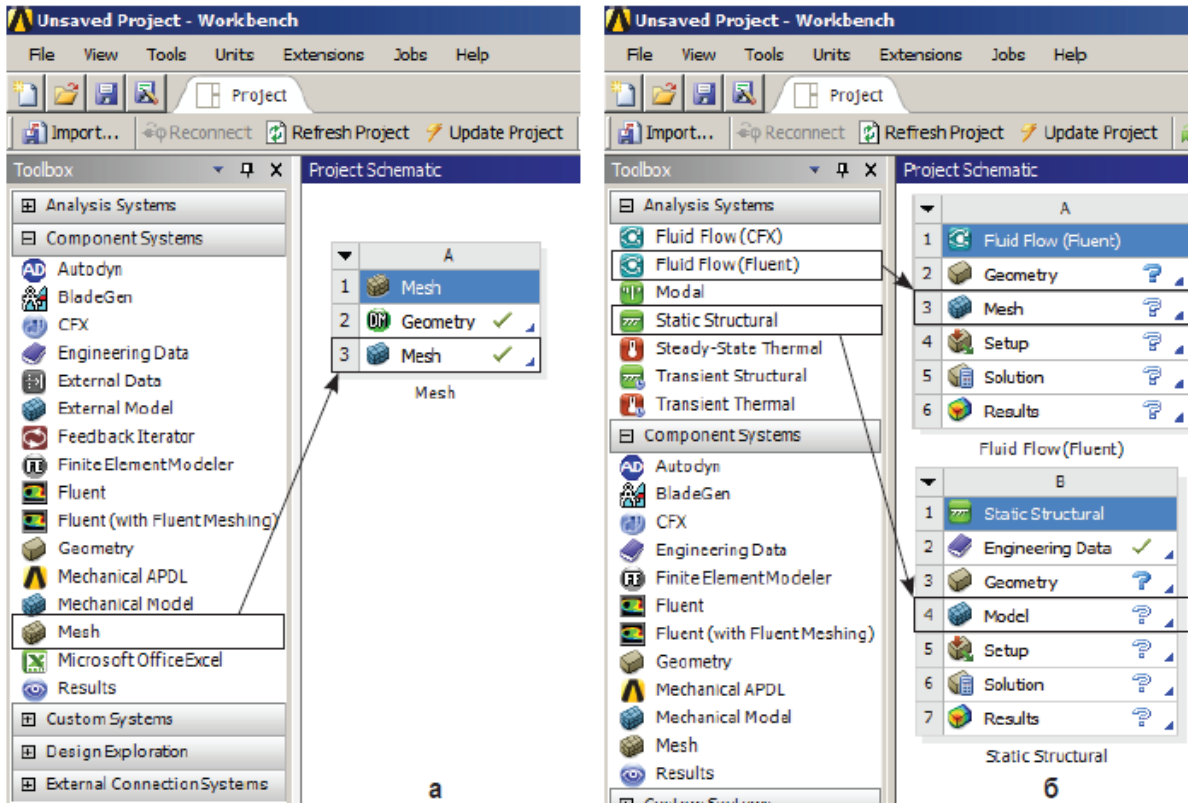 Unsaved Project - Workbench
File View Tools Units Extensions Jobs Help
Project
Import... Reconnect Refresh Project Update Project
Toolbox
Analysis Systems
Component Systems
Autodyn
BladeGen
CFX
Engineering Data
External Data
External Model
Feedback Iterator
Finite Element Modeler
Fluent
Fluent (with Fluent Meshing)
Geometry
Mechanical APDL
Mechanical Model
Mesh
Microsoft Office Excel
Results
Custom Systems
Design Exploration
External Connection Systems
Project Schematic
A
1 Mesh
2 Geometry
3 Mesh
Mesh
а
Unsaved Project - Workbench
File View Tools Units Extensions Jobs Help
Project
Import... Reconnect Refresh Project Update Project
Toolbox
Analysis Systems
Fluid Flow (CFX)
Fluid Flow (Fluent)
Modal
Static Structural
Steady-State Thermal
Transient Structural
Transient Thermal
Component Systems
Autodyn
BladeGen
CFX
Engineering Data
Finite Element Modeler
Fluent
Fluent (with Fluent Meshing)
Geometry
Mechanical APDL
Mechanical Model
Mesh
Results
Project Schematic
A
1 Fluid Flow (Fluent)
2 Geometry
3 Mesh
4 Setup
5 Solution
6 Results
Fluid Flow (Fluent)
B
1 Static Structural
2 Engineering Data
3 Geometry
4 Model
5 Setup
6 Solution
7 Results
Static Structural
б